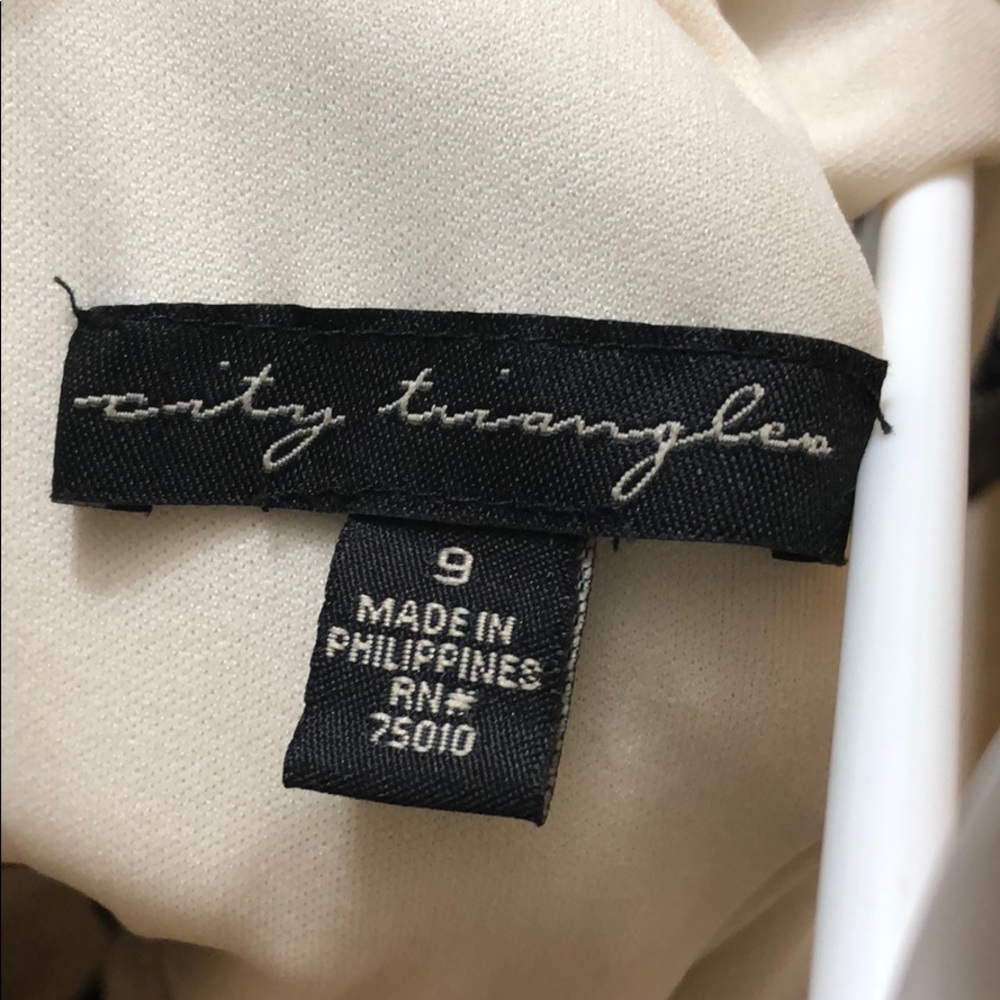 city triangles
9
MADE IN
PHILIPPINES
RN#
75010